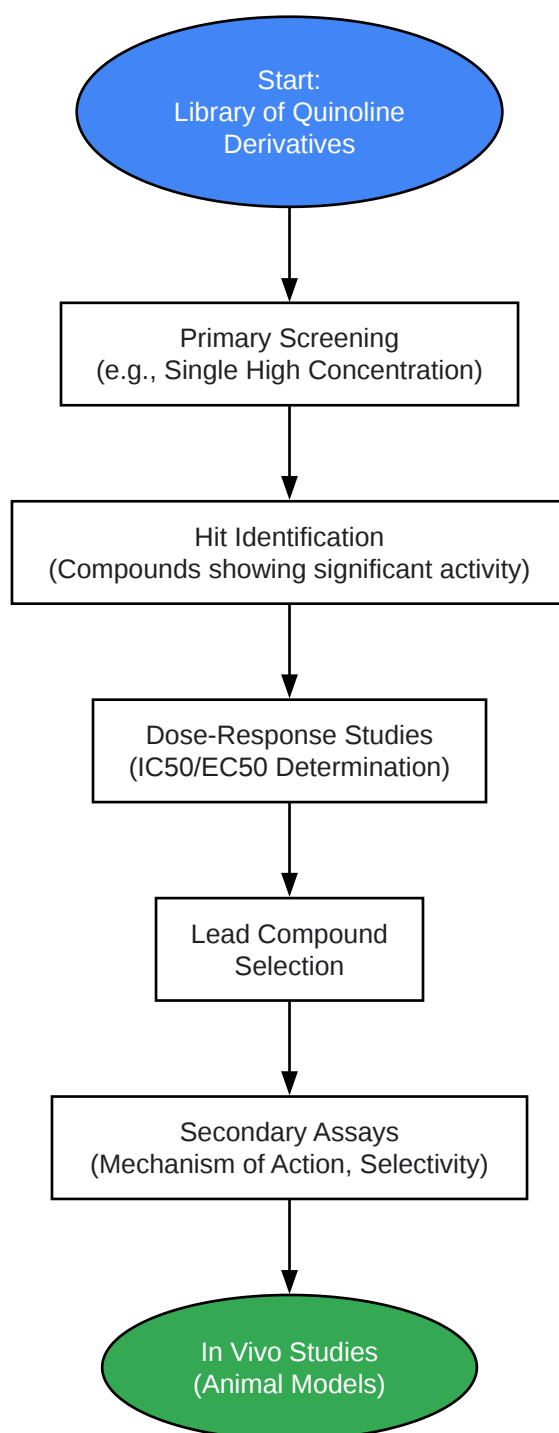 Start:
Library of Quinoline
Derivatives
Primary Screening
(e.g., Single High Concentration)
Hit Identification
(Compounds showing significant activity)
Dose-Response Studies
(IC50/EC50 Determination)
Lead Compound
Selection
Secondary Assays
(Mechanism of Action, Selectivity)
In Vivo Studies
(Animal Models)